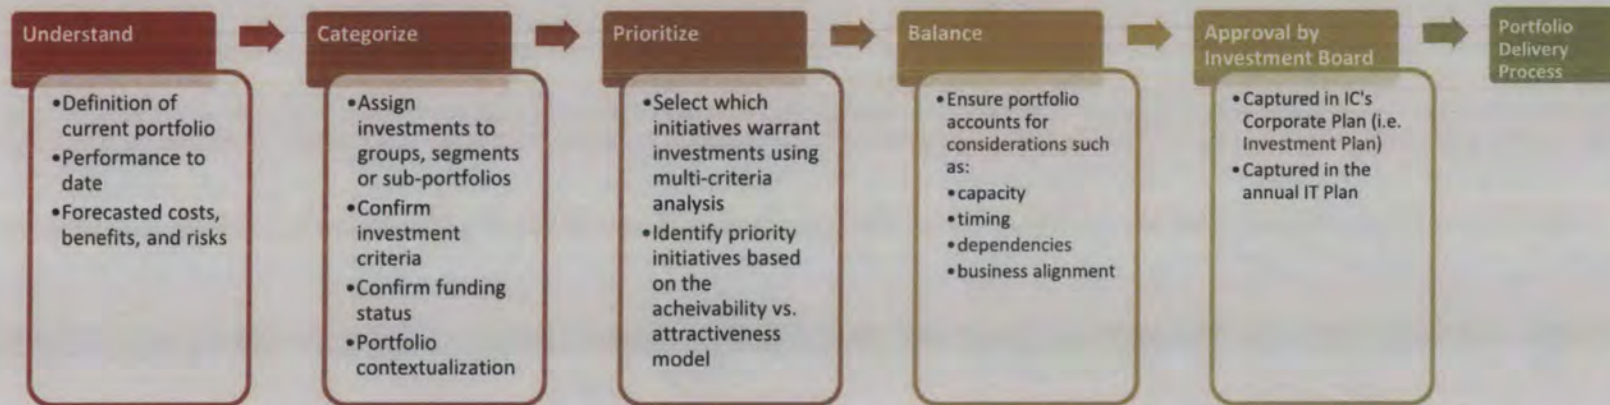 Understand
•Definition of
current portfolio
•Performance to
date
•Forecasted costs,
benefits, and risks
Categorize
•Assign
investments to
groups, segments
or sub-portfolios
•Confirm
investment
criteria
•Confirm funding
status
•Portfolio
contextualization
Prioritize
•Select which
initiatives warrant
investments using
multi-criteria
analysis
•Identify priority
initiatives based
on the
acheivability vs.
attractiveness
model
Balance
•Ensure portfolio
accounts for
considerations such
as:
•capacity
•timing
•dependencies
•business alignment
Approval by
Investment Board
•Captured in IC's
Corporate Plan (i.e.
Investment Plan)
•Captured in the
annual IT Plan
Portfolio
Delivery
Process